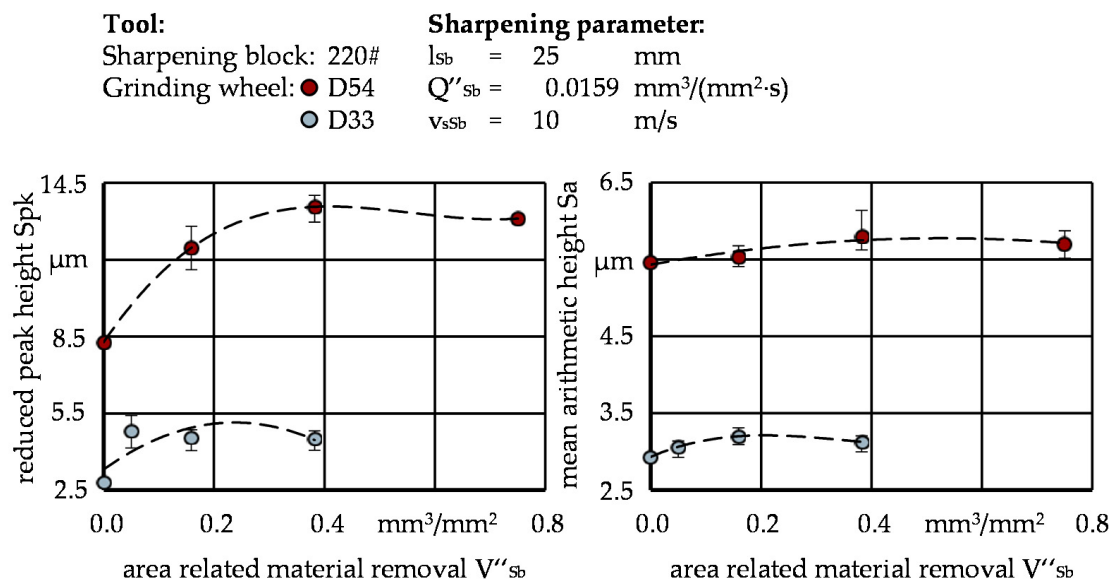 Tool: Sharpening parameter:
Sharpening block: 220# lsb = 25 mm
Grinding wheel: D54 Q''sb = 0.0159 mm³/(mm²·s)
D33 vssb = 10 m/s
reduced peak height Spk
14.5
µm
8.5
5.5
2.5
0.0 0.2 0.4 mm³/mm² 0.8
area related material removal V''sb
mean arithmetic height Sa
6.5
µm
4.5
3.5
2.5
0.0 0.2 0.4 mm³/mm² 0.8
area related material removal V''sb